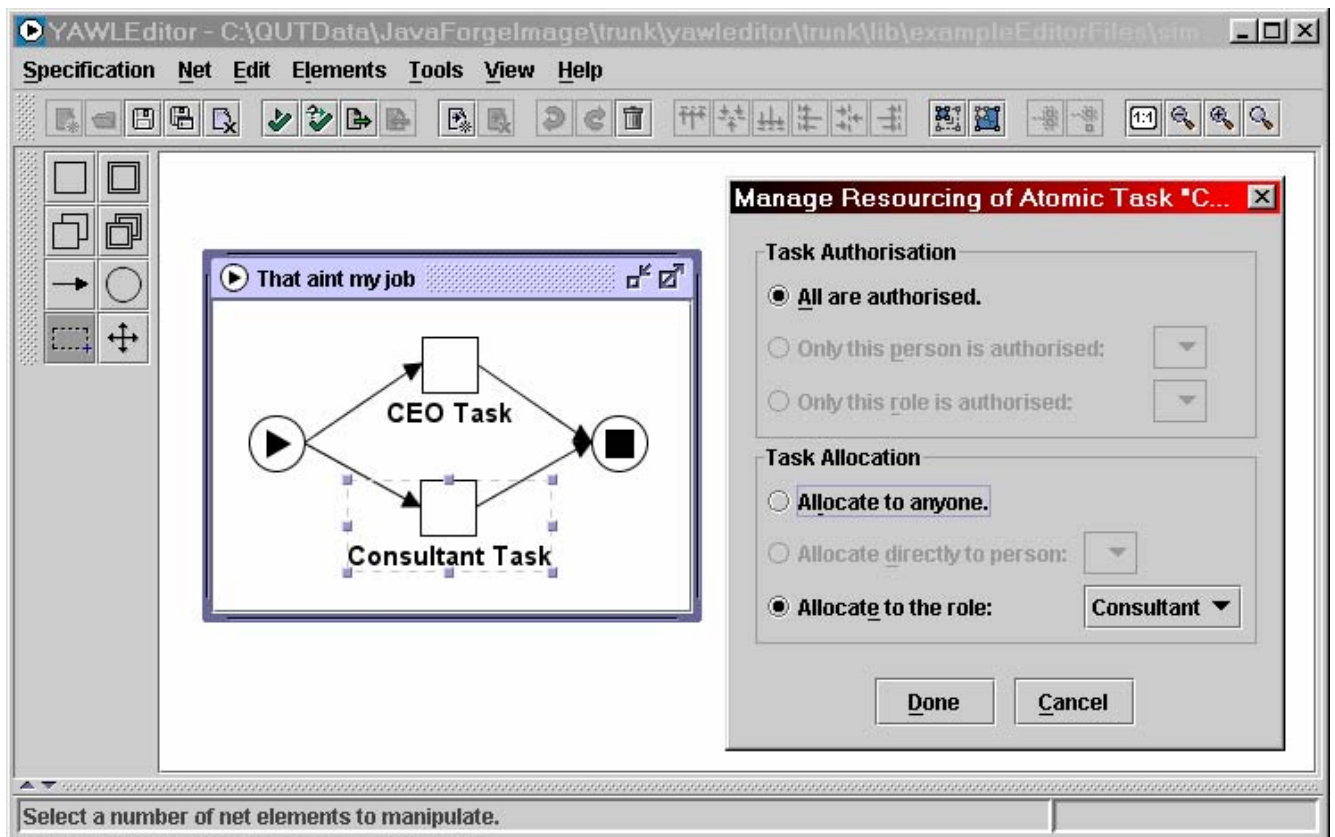 YAWLEditor - C:\QUTData\JavaForgeImage\trunk\yawleditor\trunk\lib\exampleEditorFiles\sim
Specification Net Edit Elements Tools View Help
1:1
Manage Resourcing of Atomic Task "C...
Task Authorisation
All are authorised.
Only this person is authorised:
Only this role is authorised:
Task Allocation
Allocate to anyone.
Allocate directly to person:
Allocate to the role: Consultant
Done Cancel
That aint my job
CEO Task
Consultant Task
Select a number of net elements to manipulate.